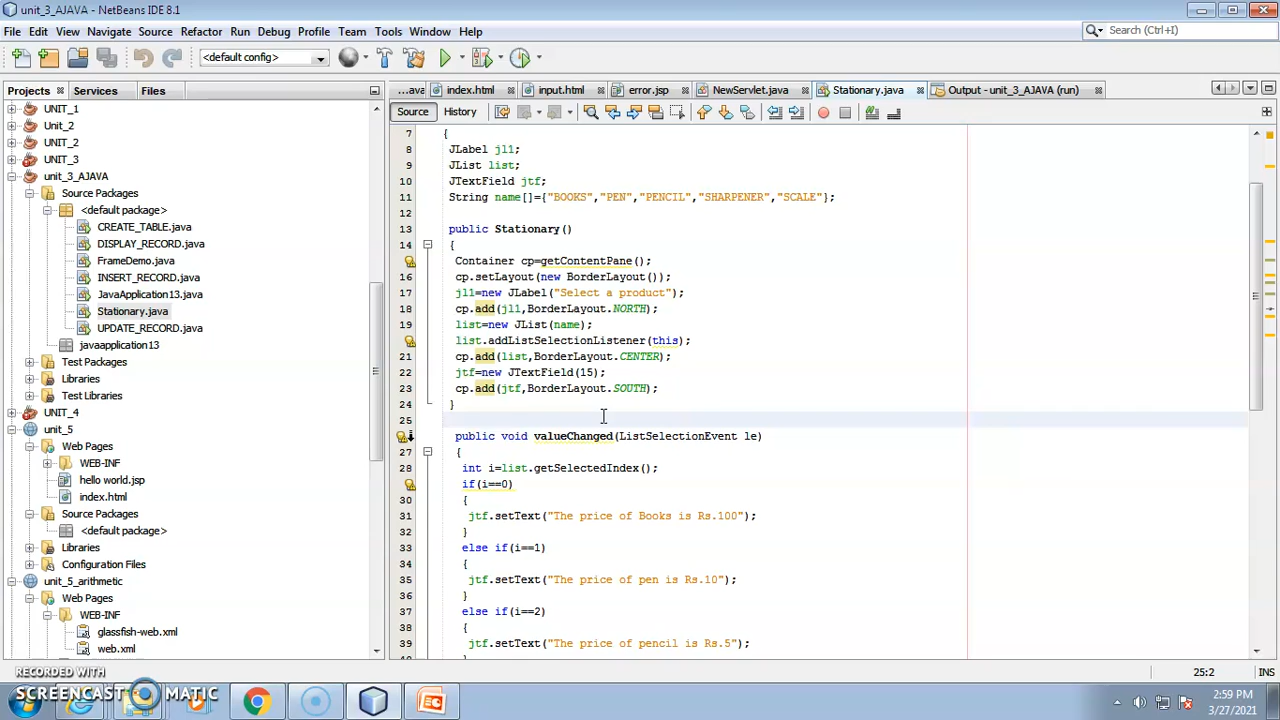 unit_3_AJAVA - NetBeans IDE 8.1
File Edit View Navigate Source Refactor Run Debug Profile Team Tools Window Help
Search (Ctrl+I)
<default config>
Projects Services Files
...ava index.html input.html error.jsp NewServlet.java Stationary.java Output - unit_3_AJAVA (run)
Source History
UNIT_1
Unit_2
UNIT_2
UNIT_3
unit_3_AJAVA
Source Packages
<default package>
CREATE_TABLE.java
DISPLAY_RECORD.java
FrameDemo.java
INSERT_RECORD.java
JavaApplication13.java
Stationary.java
UPDATE_RECORD.java
javaapplication13
Test Packages
Libraries
Test Libraries
UNIT_4
unit_5
Web Pages
WEB-INF
hello world.jsp
index.html
Source Packages
<default package>
Libraries
Configuration Files
unit_5_arithmetic
Web Pages
WEB-INF
glassfish-web.xml
web.xml
7 {
8 JLabel jl1;
9 JList list;
10 JTextField jtf;
11 String name[]={"BOOKS","PEN","PENCIL","SHARPENER","SCALE"};
12
13 public Stationary()
14 {
Container cp=getContentPane();
16 cp.setLayout(new BorderLayout());
17 jl1=new JLabel("Select a product");
18 cp.add(jl1,BorderLayout.NORTH);
19 list=new JList(name);
list.addListSelectionListener(this);
21 cp.add(list,BorderLayout.CENTER);
22 jtf=new JTextField(15);
23 cp.add(jtf,BorderLayout.SOUTH);
24 }
25
public void valueChanged(ListSelectionEvent le)
27 {
28 int i=list.getSelectedIndex();
if(i==0)
30 {
31 jtf.setText("The price of Books is Rs.100");
32 }
33 else if(i==1)
34 {
35 jtf.setText("The price of pen is Rs.10");
36 }
37 else if(i==2)
38 {
39 jtf.setText("The price of pencil is Rs.5");
25:2 INS
RECORDED WITH
SCREENCAST MATIC
2:59 PM
3/27/2021